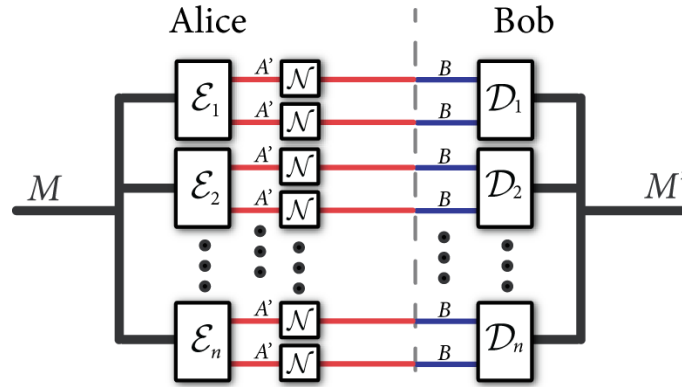 Alice Bob
A' 𝒩 B
ℰ₁ 𝒟₁
A' 𝒩 B
A' 𝒩 B
M ℰ₂ 𝒟₂ M'
A' 𝒩 B
A' 𝒩 B
ℰₙ 𝒟ₙ
A' 𝒩 B